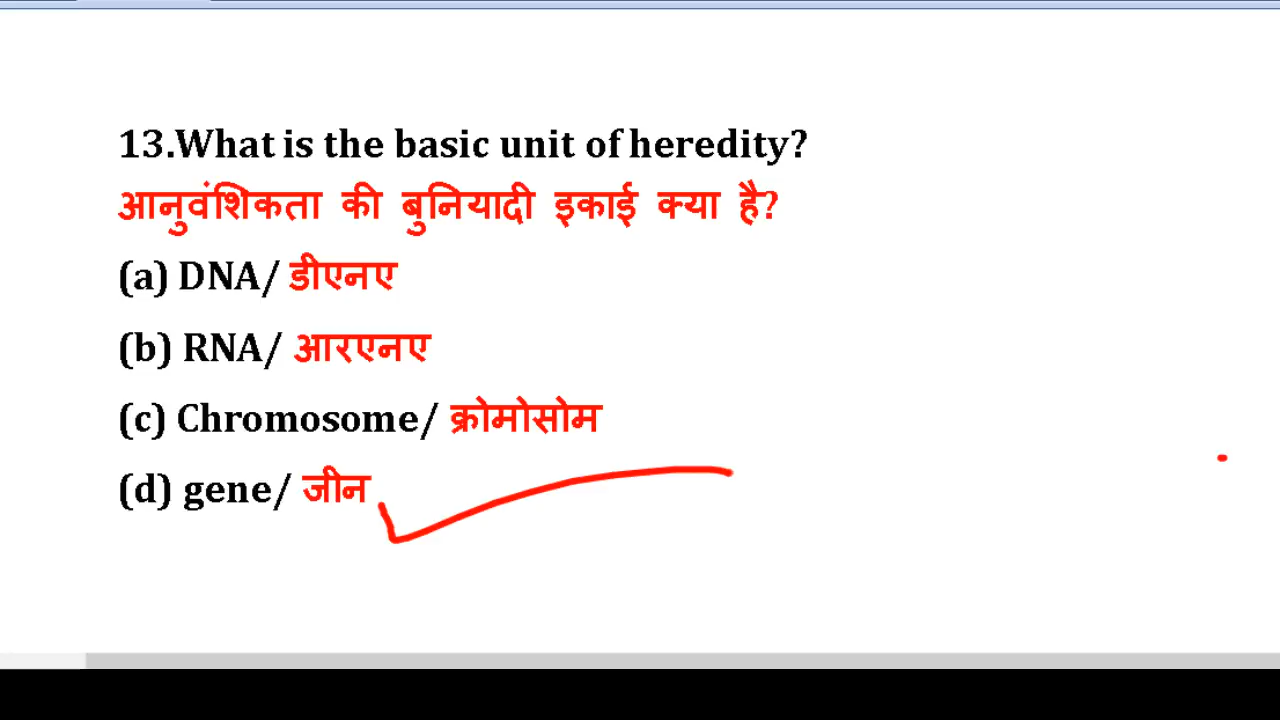 13.What is the basic unit of heredity?
आनुवंशिकता की बुनियादी इकाई क्या है?
(a) DNA/ डीएनए
(b) RNA/ आरएनए
(c) Chromosome/ क्रोमोसोम
(d) gene/ जीन